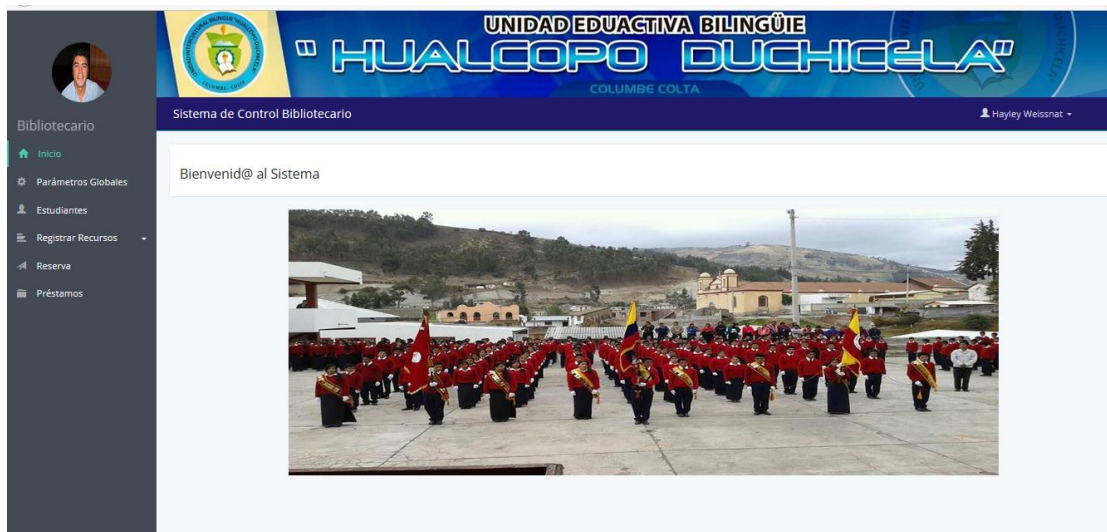 UNIDAD EDUACTIVA BILINGÜIE
" HUALCOPO DUCHICELA"
COLUMBE COLTA
Sistema de Control Bibliotecario
Hayley Weissnat
Bibliotecario
Inicio
Parámetros Globales
Estudiantes
Registrar Recursos
Reserva
Préstamos
Bienvenid@ al Sistema